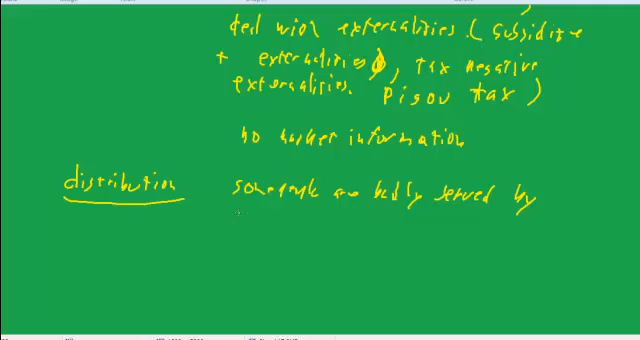 deal with externalities. (subsidize
+ externalities, tax negative
externalities. Pigou tax)
no market information
distribution some people are badly served by